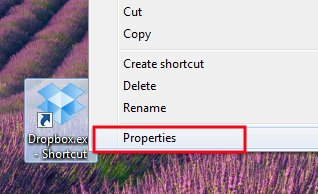 Cut
Copy
Create shortcut
Delete
Rename
Properties
Dropbox.ex
- Shortcut